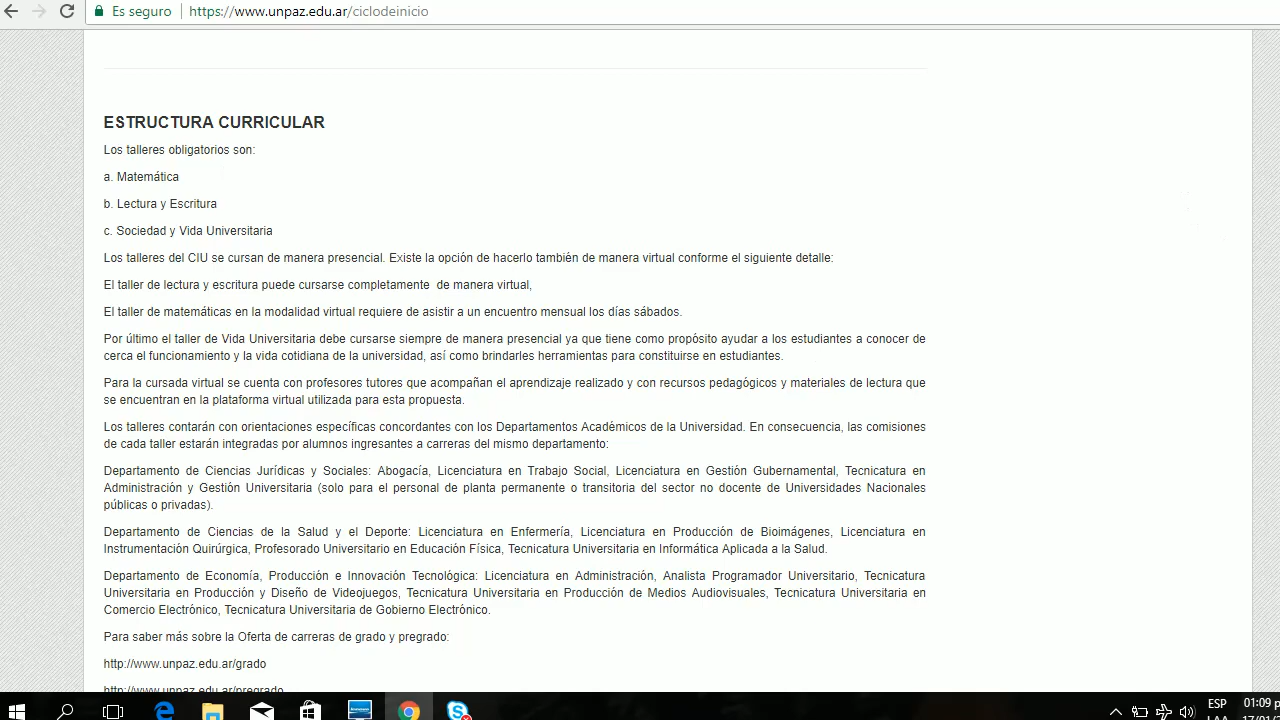 Es seguro
https://www.unpaz.edu.ar/ciclodeinicio
ESTRUCTURA CURRICULAR
Los talleres obligatorios son:
a. Matemática
b. Lectura y Escritura
c. Sociedad y Vida Universitaria
Los talleres del CIU se cursan de manera presencial. Existe la opción de hacerlo también de manera virtual conforme el siguiente detalle:
El taller de lectura y escritura puede cursarse completamente de manera virtual,
El taller de matemáticas en la modalidad virtual requiere de asistir a un encuentro mensual los días sábados.
Por último el taller de Vida Universitaria debe cursarse siempre de manera presencial ya que tiene como propósito ayudar a los estudiantes a conocer de
cerca el funcionamiento y la vida cotidiana de la universidad, así como brindarles herramientas para constituirse en estudiantes.
Para la cursada virtual se cuenta con profesores tutores que acompañan el aprendizaje realizado y con recursos pedagógicos y materiales de lectura que
se encuentran en la plataforma virtual utilizada para esta propuesta.
Los talleres contarán con orientaciones específicas concordantes con los Departamentos Académicos de la Universidad. En consecuencia, las comisiones
de cada taller estarán integradas por alumnos ingresantes a carreras del mismo departamento:
Departamento de Ciencias Jurídicas y Sociales: Abogacía, Licenciatura en Trabajo Social, Licenciatura en Gestión Gubernamental, Tecnicatura en
Administración y Gestión Universitaria (solo para el personal de planta permanente o transitoria del sector no docente de Universidades Nacionales
públicas o privadas).
Departamento de Ciencias de la Salud y el Deporte: Licenciatura en Enfermería, Licenciatura en Producción de Bioimágenes, Licenciatura en
Instrumentación Quirúrgica, Profesorado Universitario en Educación Física, Tecnicatura Universitaria en Informática Aplicada a la Salud.
Departamento de Economía, Producción e Innovación Tecnológica: Licenciatura en Administración, Analista Programador Universitario, Tecnicatura
Universitaria en Producción y Diseño de Videojuegos, Tecnicatura Universitaria en Producción de Medios Audiovisuales, Tecnicatura Universitaria en
Comercio Electrónico, Tecnicatura Universitaria de Gobierno Electrónico.
Para saber más sobre la Oferta de carreras de grado y pregrado:
http://www.unpaz.edu.ar/grado
http://www.unpaz.edu.ar/pregrado
ESP
01:09 p
LAA
17/01